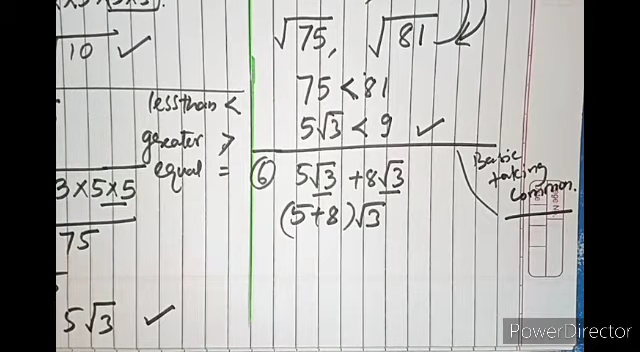 √10 ✓
less than <
greater >
equal =
3×5×5
75
5√3 ✓
√75, √81
75 < 81
5√3 < 9 ✓
⑥ 5√3 + 8√3
(5+8)√3
Basic
taking
common.
PowerDirector